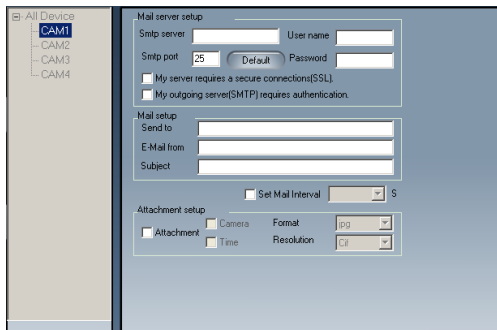 All Device
CAM1
CAM2
CAM3
CAM4
Mail server setup
Smtp server User name
Smtp port 25 Default Password
My server requires a secure connections(SSL).
My outgoing server(SMTP) requires authentication.
Mail setup
Send to
E-Mail from
Subject
Set Mail Interval S
Attachment setup
Attachment Camera Format jpg
Time Resolution Cif